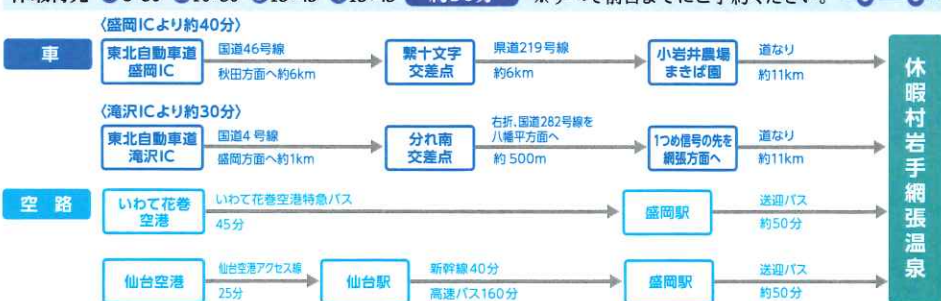 〈盛岡ICより約40分〉
車
東北自動車道
盛岡IC
国道46号線
秋田方面へ約6km
繋十文字
交差点
県道219号線
約6km
小岩井農場
まきば園
道なり
約11km
〈滝沢ICより約30分〉
東北自動車道
滝沢IC
国道4号線
盛岡方面へ約1km
分れ南
交差点
右折、国道282号線を
八幡平方面へ
約500m
1つめ信号の先を
網張方面へ
道なり
約11km
空路
いわて花巻
空港
いわて花巻空港特急バス
45分
盛岡駅
送迎バス
約50分
仙台空港
仙台空港アクセス線
25分
仙台駅
新幹線40分
高速バス160分
盛岡駅
送迎バス
約50分
休暇村岩手網張温泉